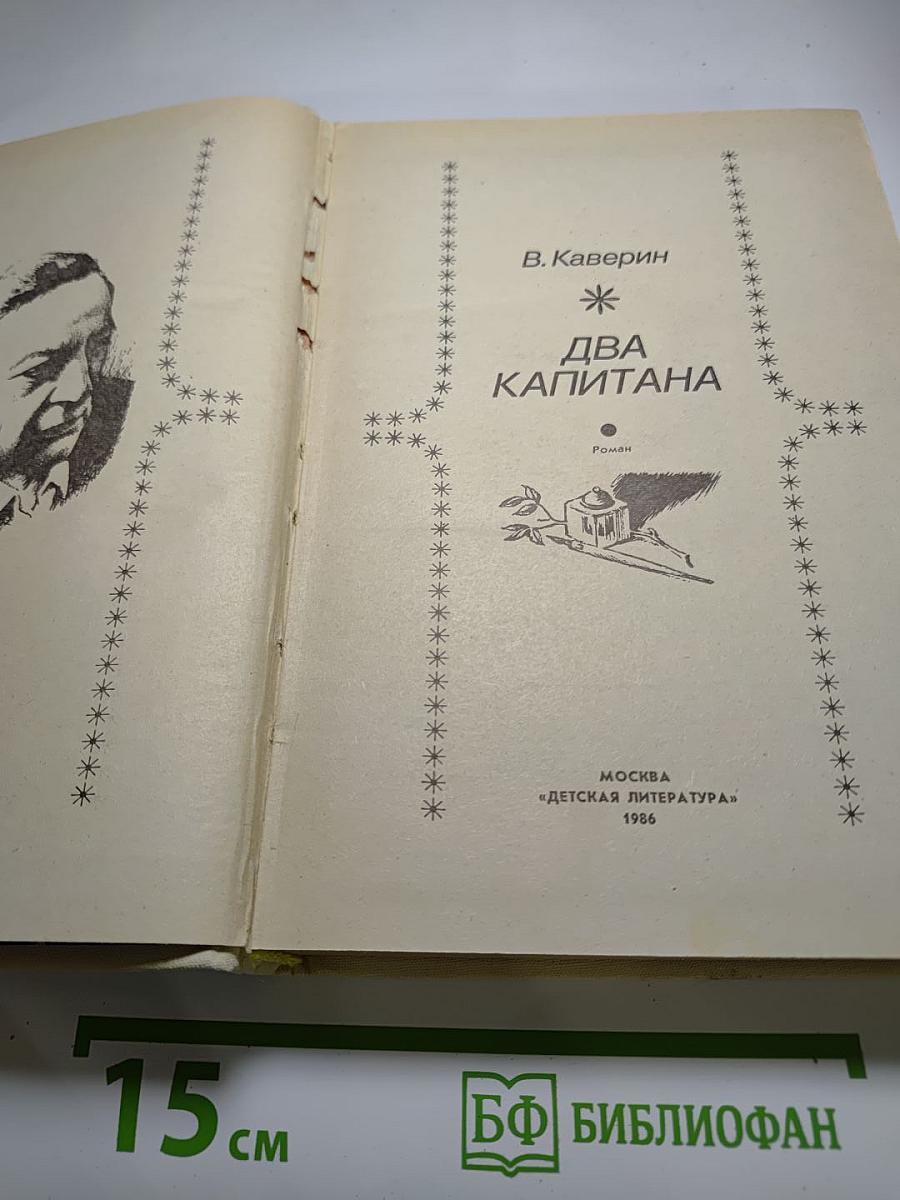 В. Каверин
ДВА
КАПИТАНА
Роман
МОСКВА
«ДЕТСКАЯ ЛИТЕРАТУРА»
1986
15 см
БФ БИБЛИОФАН